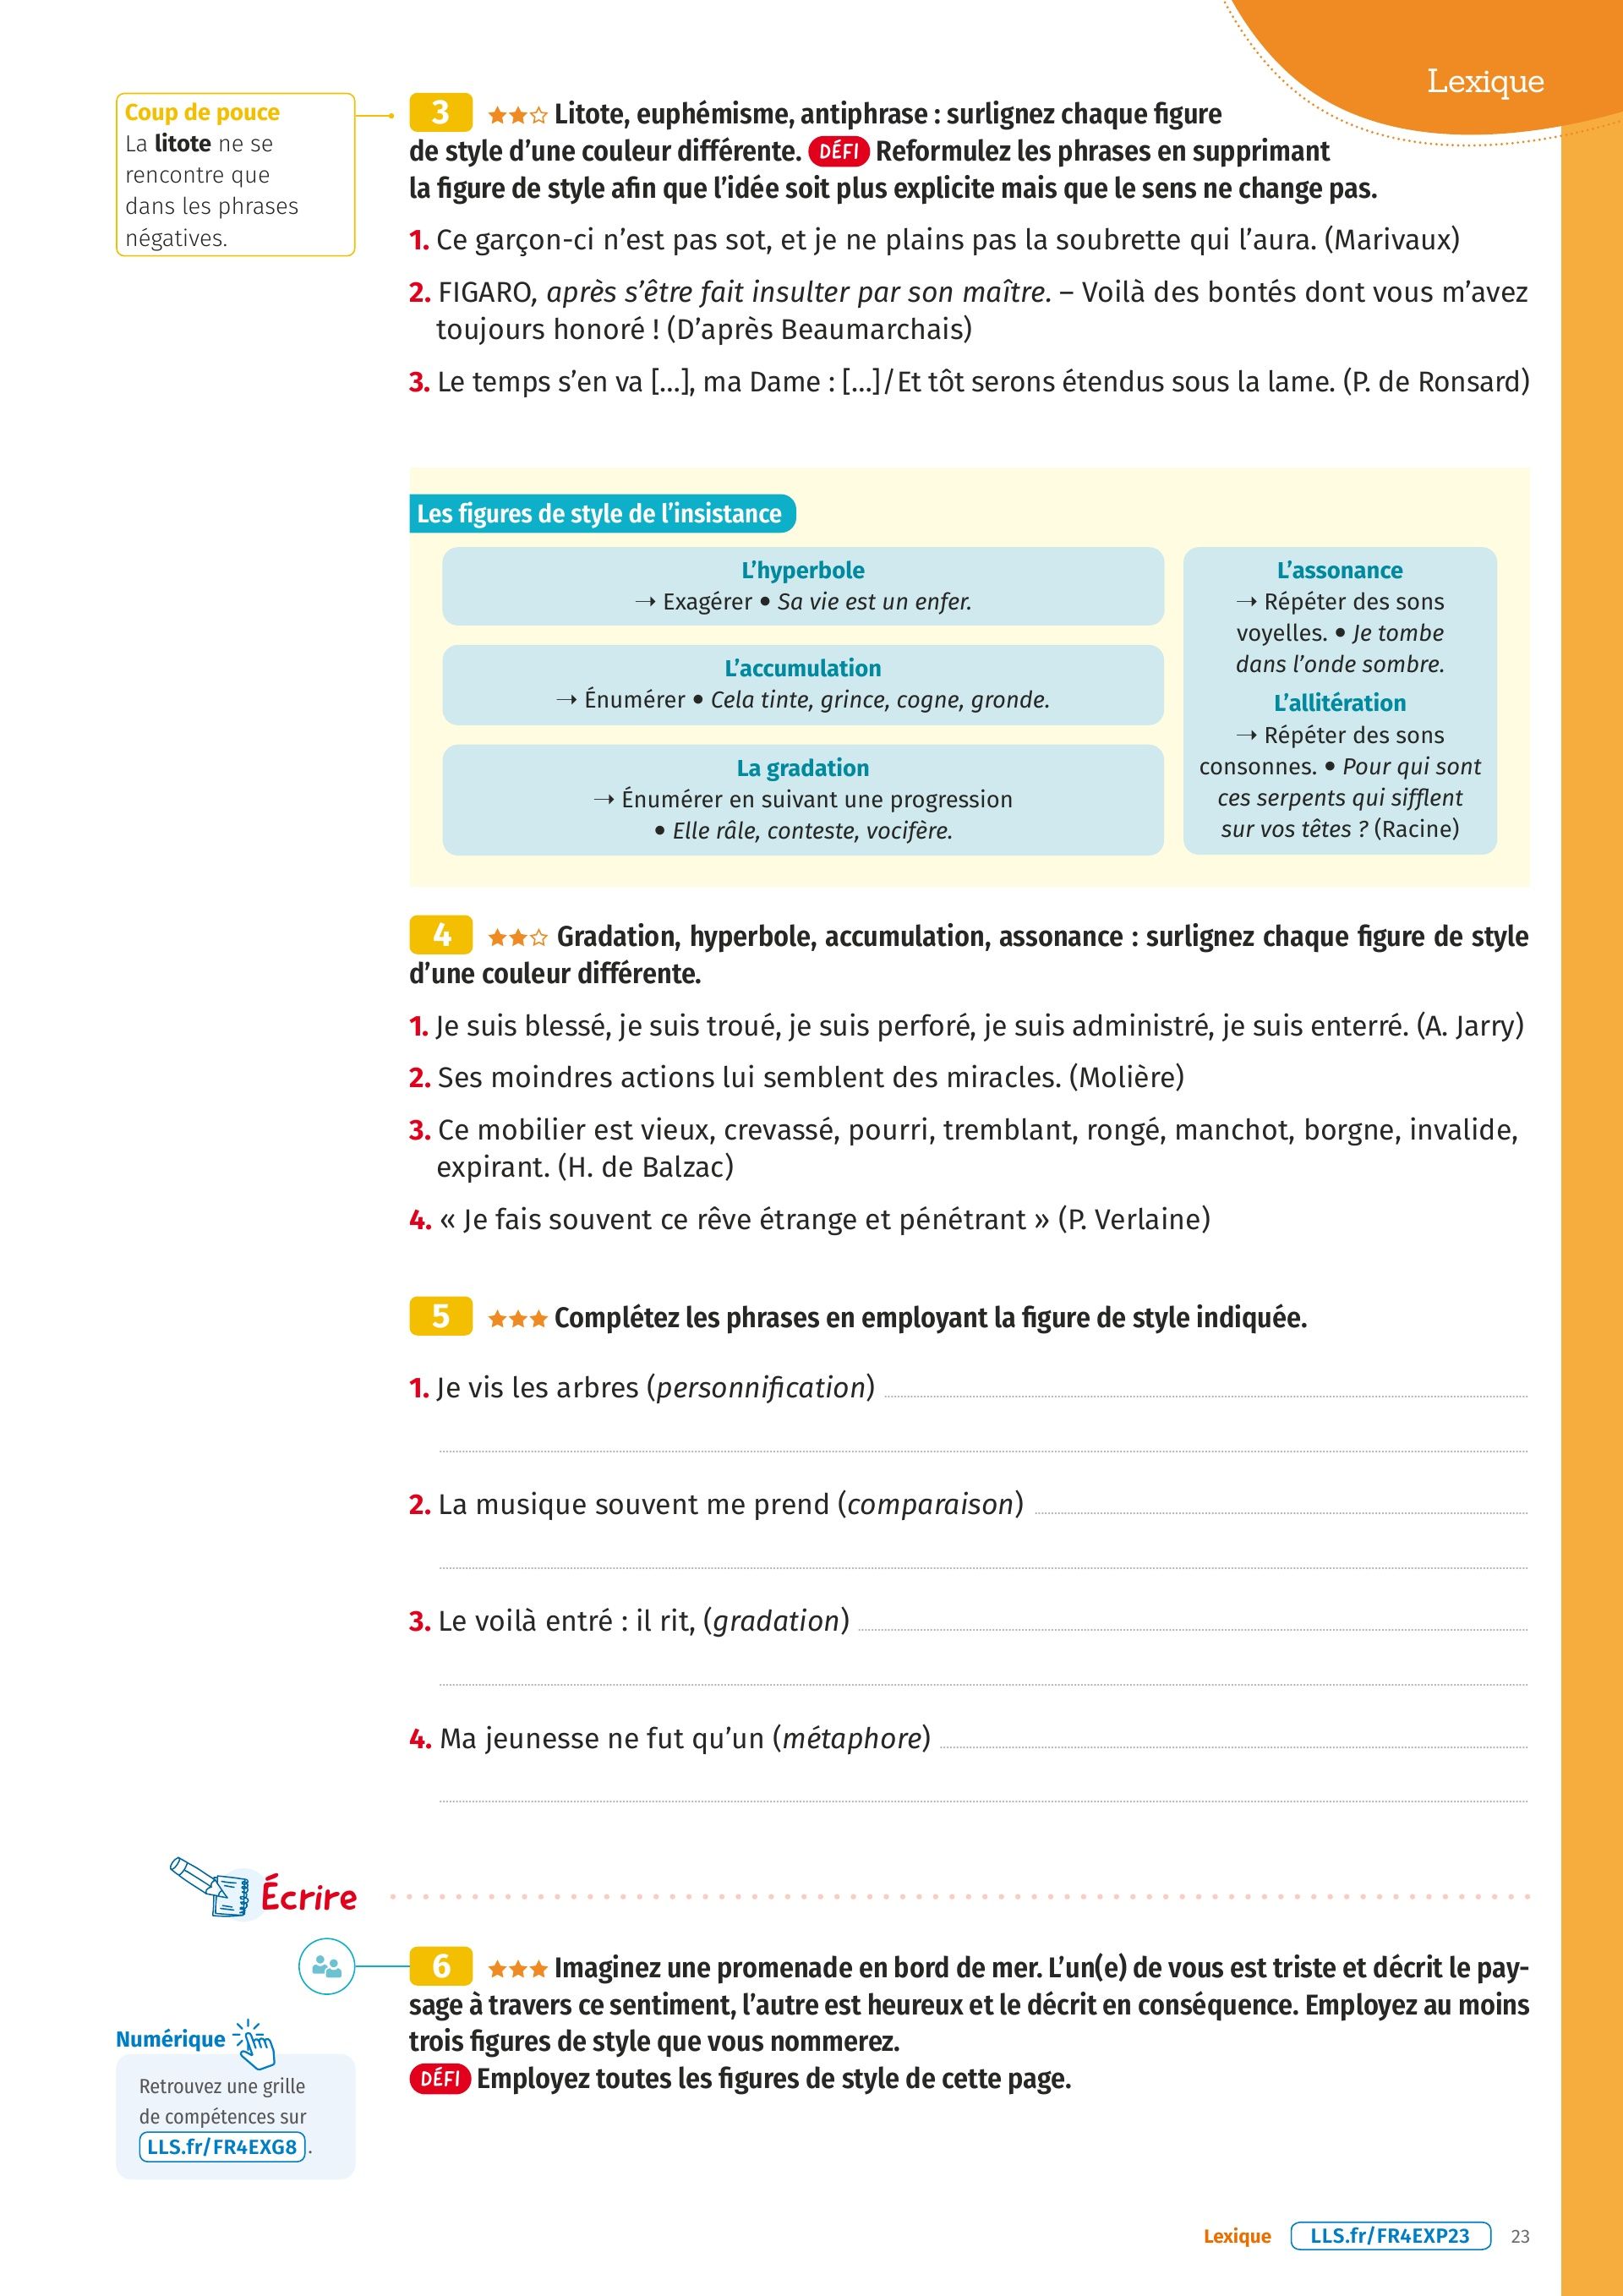 Lexique
Coup de pouce
La litote ne se
rencontre que
dans les phrases
négatives.
3 ★★☆ Litote, euphémisme, antiphrase : surlignez chaque figure
de style d’une couleur différente. DÉFI Reformulez les phrases en supprimant
la figure de style afin que l’idée soit plus explicite mais que le sens ne change pas.
1. Ce garçon-ci n’est pas sot, et je ne plains pas la soubrette qui l’aura. (Marivaux)
2. FIGARO, après s’être fait insulter par son maître. – Voilà des bontés dont vous m’avez
toujours honoré ! (D’après Beaumarchais)
3. Le temps s’en va [...], ma Dame : [...] / Et tôt serons étendus sous la lame. (P. de Ronsard)
Les figures de style de l’insistance
L’hyperbole
→ Exagérer • Sa vie est un enfer.
L’accumulation
→ Énumérer • Cela tinte, grince, cogne, gronde.
La gradation
→ Énumérer en suivant une progression
• Elle râle, conteste, vocifère.
L’assonance
→ Répéter des sons
voyelles. • Je tombe
dans l’onde sombre.
L’allitération
→ Répéter des sons
consonnes. • Pour qui sont
ces serpents qui sifflent
sur vos têtes ? (Racine)
4 ★★☆ Gradation, hyperbole, accumulation, assonance : surlignez chaque figure de style
d’une couleur différente.
1. Je suis blessé, je suis troué, je suis perforé, je suis administré, je suis enterré. (A. Jarry)
2. Ses moindres actions lui semblent des miracles. (Molière)
3. Ce mobilier est vieux, crevassé, pourri, tremblant, rongé, manchot, borgne, invalide,
expirant. (H. de Balzac)
4. « Je fais souvent ce rêve étrange et pénétrant » (P. Verlaine)
5 ★★★ Complétez les phrases en employant la figure de style indiquée.
1. Je vis les arbres (personnification)
2. La musique souvent me prend (comparaison)
3. Le voilà entré : il rit, (gradation)
4. Ma jeunesse ne fut qu’un (métaphore)
Écrire
6 ★★★ Imaginez une promenade en bord de mer. L’un(e) de vous est triste et décrit le pay-
sage à travers ce sentiment, l’autre est heureux et le décrit en conséquence. Employez au moins
trois figures de style que vous nommerez.
DÉFI Employez toutes les figures de style de cette page.
Numérique
Retrouvez une grille
de compétences sur
LLS.fr/FR4EXG8 .
Lexique LLS.fr/FR4EXP23 23